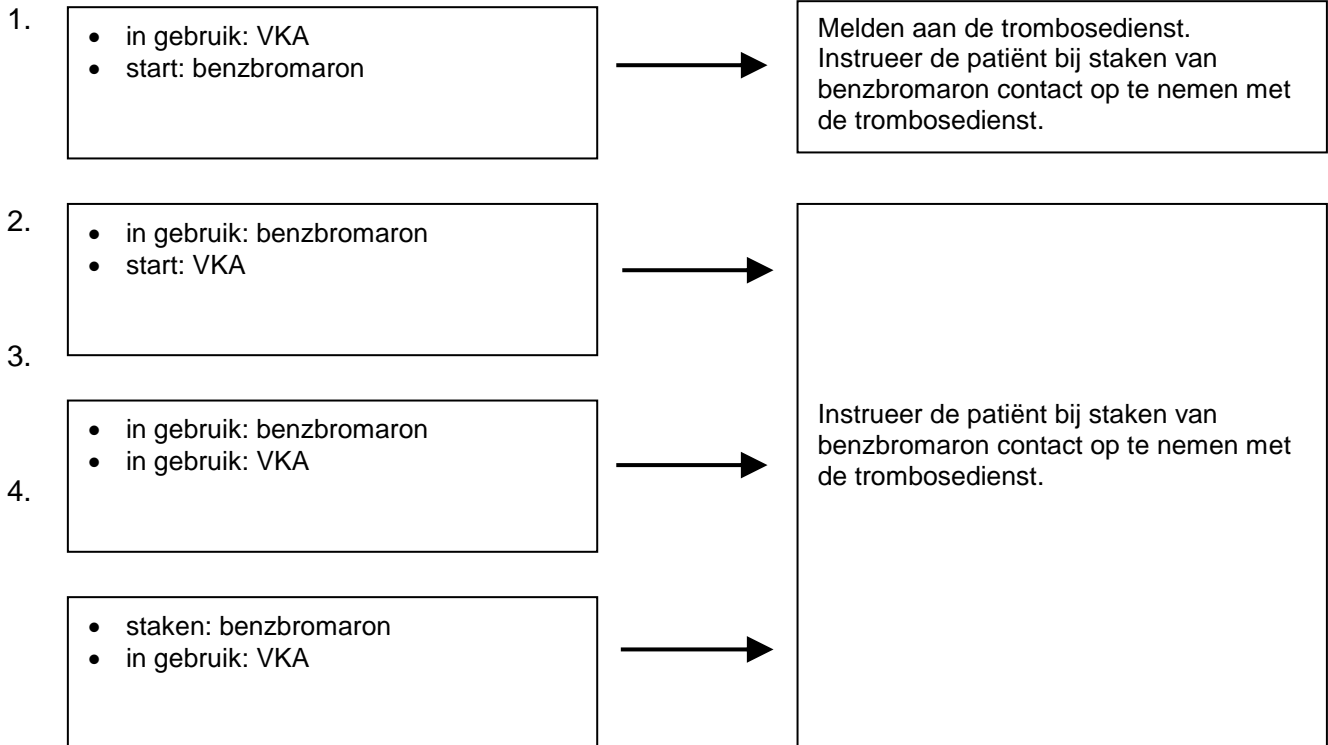 1.
• in gebruik: VKA
• start: benzbromaron
Melden aan de trombosedienst.
Instrueer de patiënt bij staken van
benzbromaron contact op te nemen met
de trombosedienst.
2.
• in gebruik: benzbromaron
• start: VKA
3.
• in gebruik: benzbromaron
• in gebruik: VKA
Instrueer de patiënt bij staken van
benzbromaron contact op te nemen met
de trombosedienst.
4.
• staken: benzbromaron
• in gebruik: VKA